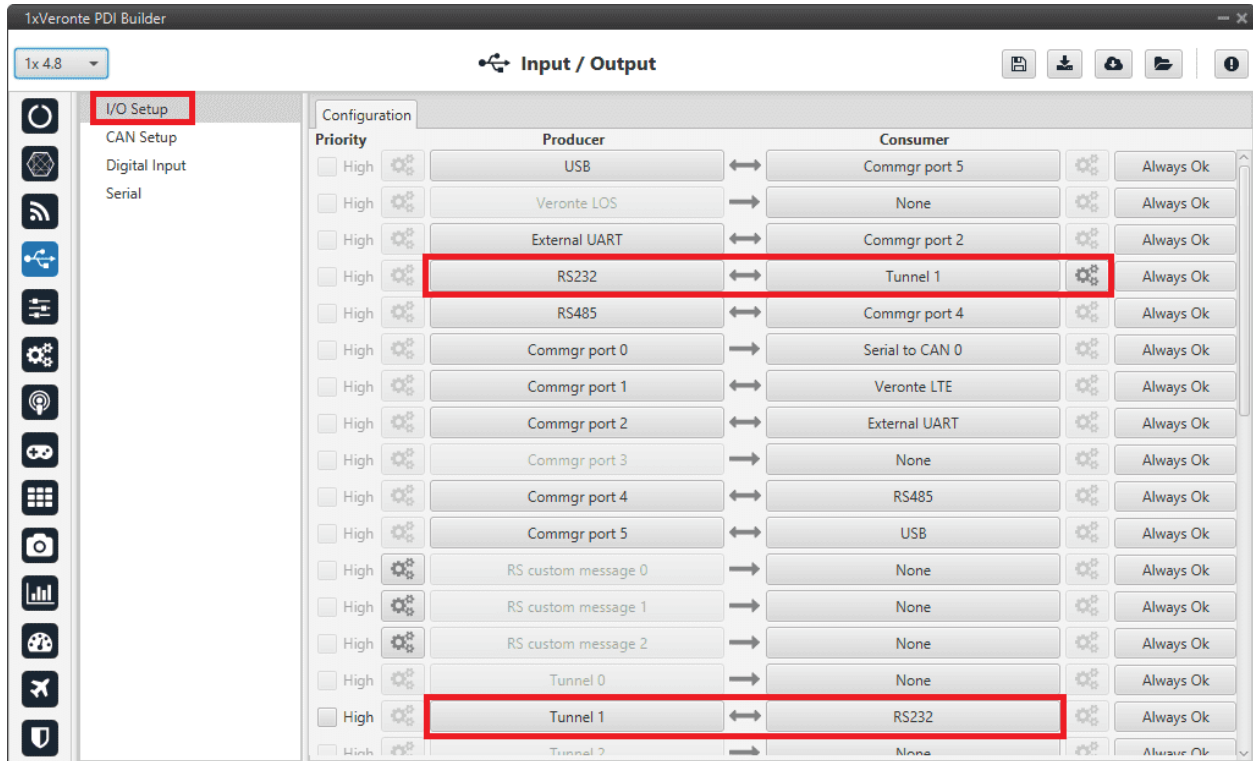 1xVeronte PDI Builder
1x 4.8
Input / Output
I/O Setup
CAN Setup
Digital Input
Serial
Configuration
Priority Producer Consumer
High USB Commgr port 5 Always Ok
High Veronte LOS None Always Ok
High External UART Commgr port 2 Always Ok
High RS232 Tunnel 1 Always Ok
High RS485 Commgr port 4 Always Ok
High Commgr port 0 Serial to CAN 0 Always Ok
High Commgr port 1 Veronte LTE Always Ok
High Commgr port 2 External UART Always Ok
High Commgr port 3 None Always Ok
High Commgr port 4 RS485 Always Ok
High Commgr port 5 USB Always Ok
High RS custom message 0 None Always Ok
High RS custom message 1 None Always Ok
High RS custom message 2 None Always Ok
High Tunnel 0 None Always Ok
High Tunnel 1 RS232 Always Ok
High Tunnel 2 None Always Ok